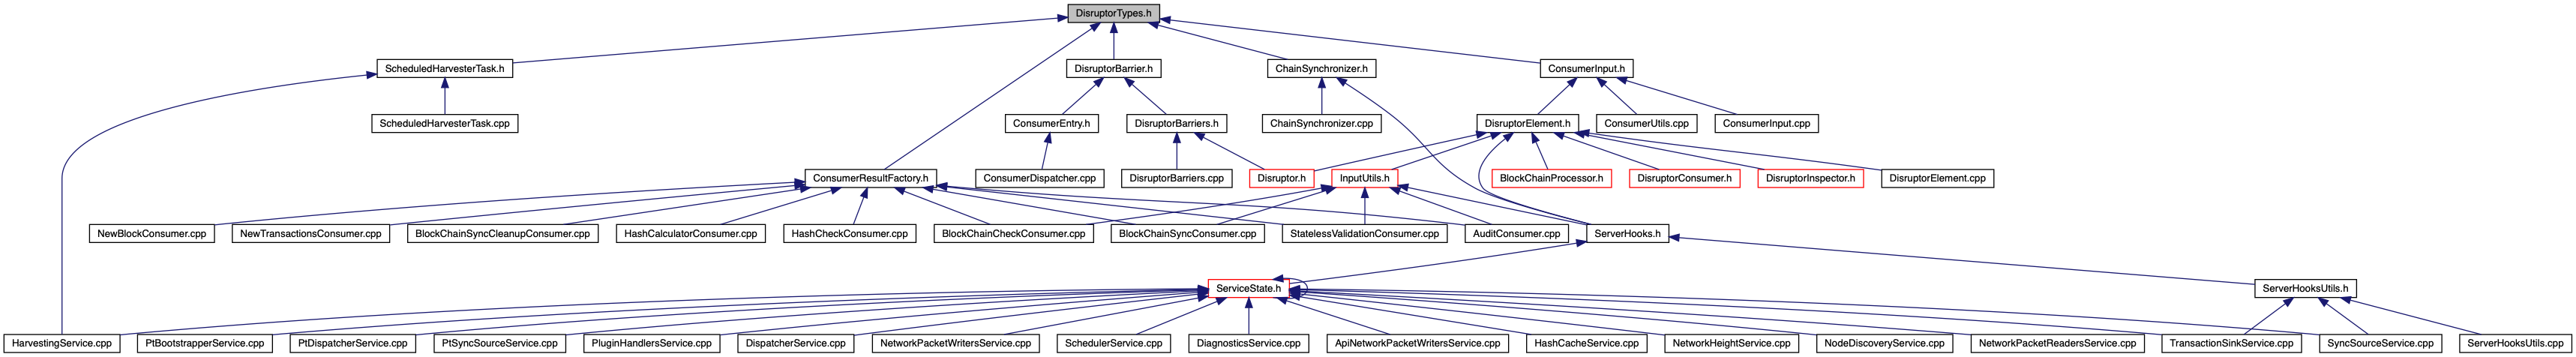 DisruptorTypes.h
ScheduledHarvesterTask.h
DisruptorBarrier.h
ChainSynchronizer.h
ConsumerInput.h
ScheduledHarvesterTask.cpp
ConsumerEntry.h
DisruptorBarriers.h
ChainSynchronizer.cpp
DisruptorElement.h
ConsumerUtils.cpp
ConsumerInput.cpp
ConsumerResultFactory.h
ConsumerDispatcher.cpp
DisruptorBarriers.cpp
Disruptor.h
InputUtils.h
BlockChainProcessor.h
DisruptorConsumer.h
DisruptorInspector.h
DisruptorElement.cpp
NewBlockConsumer.cpp
NewTransactionsConsumer.cpp
BlockChainSyncCleanupConsumer.cpp
HashCalculatorConsumer.cpp
HashCheckConsumer.cpp
BlockChainCheckConsumer.cpp
BlockChainSyncConsumer.cpp
StatelessValidationConsumer.cpp
AuditConsumer.cpp
ServerHooks.h
ServiceState.h
ServerHooksUtils.h
HarvestingService.cpp
PtBootstrapperService.cpp
PtDispatcherService.cpp
PtSyncSourceService.cpp
PluginHandlersService.cpp
DispatcherService.cpp
NetworkPacketWritersService.cpp
SchedulerService.cpp
DiagnosticsService.cpp
ApiNetworkPacketWritersService.cpp
HashCacheService.cpp
NetworkHeightService.cpp
NodeDiscoveryService.cpp
NetworkPacketReadersService.cpp
TransactionSinkService.cpp
SyncSourceService.cpp
ServerHooksUtils.cpp